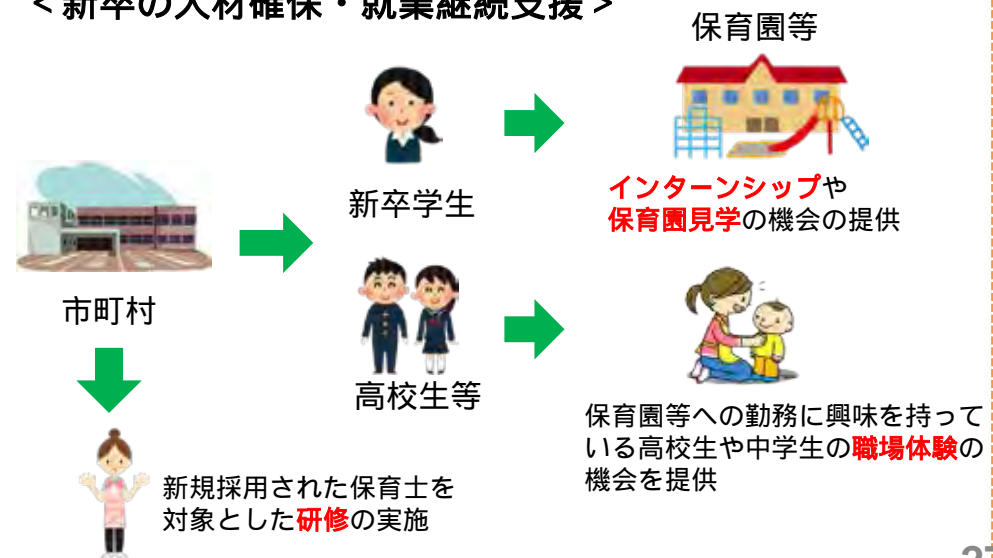 <新卒の人材確保・就業継続支援>
保育園等
新卒学生
インターンシップや
保育園見学の機会の提供
市町村
高校生等
保育園等への勤務に興味を持って
いる高校生や中学生の職場体験の
機会を提供
新規採用された保育士を
対象とした研修の実施